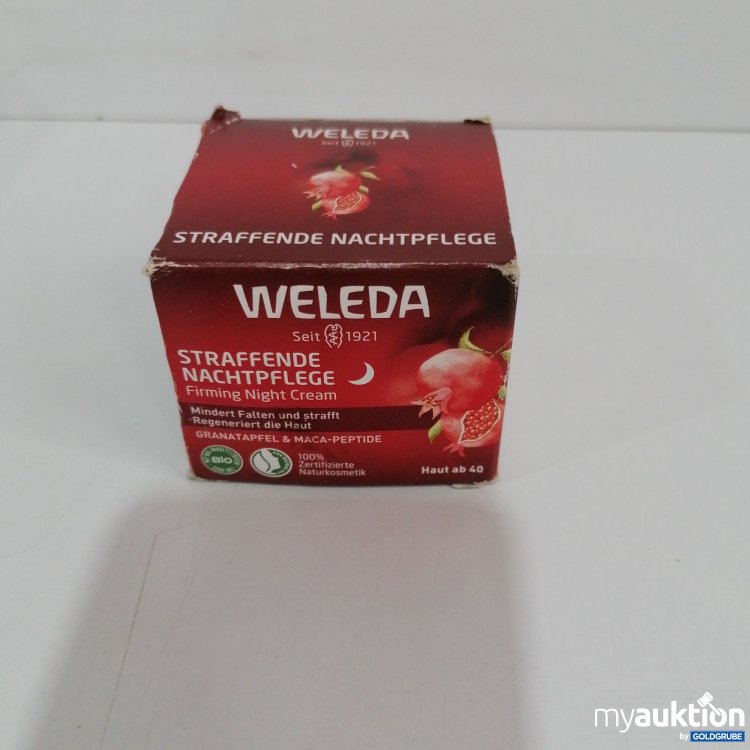 WELEDA
Seit 1921
STRAFFENDE NACHTPFLEGE
WELEDA
Seit 1921
STRAFFENDE
NACHTPFLEGE
Firming Night Cream
Mindert Falten und strafft
Regeneriert die Haut
GRANATAPFEL & MACA-PEPTIDE
BIO
100%
Zertifizierte
Naturkosmetik
Haut ab 40
myauktion
by GOLDGRUBE